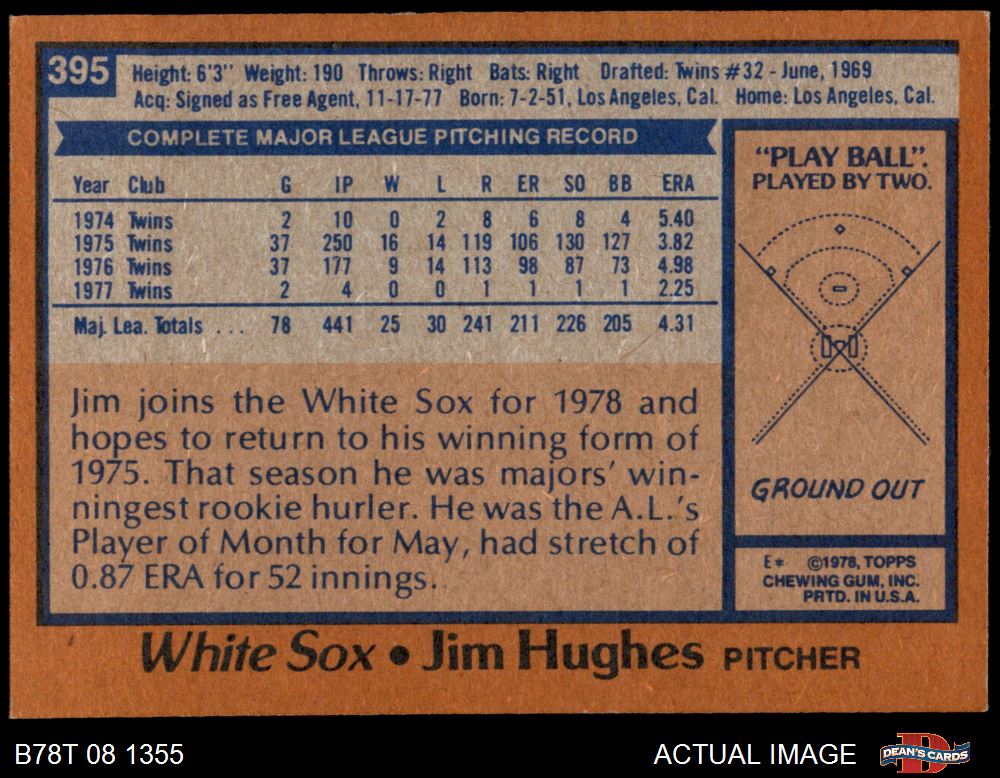 395
Height: 6'3" Weight: 190 Throws: Right Bats: Right Drafted: Twins #32 - June, 1969
Acq: Signed as Free Agent, 11-17-77 Born: 7-2-51, Los Angeles, Cal. Home: Los Angeles, Cal.
COMPLETE MAJOR LEAGUE PITCHING RECORD
Year Club G IP W L R ER SO BB ERA
1974 Twins 2 10 0 2 8 6 8 4 5.40
1975 Twins 37 250 16 14 119 106 130 127 3.82
1976 Twins 37 177 9 14 113 98 87 73 4.98
1977 Twins 2 4 0 0 1 1 1 1 2.25
Maj. Lea. Totals ... 78 441 25 30 241 211 226 205 4.31
Jim joins the White Sox for 1978 and
hopes to return to his winning form of
1975. That season he was majors' win-
ningest rookie hurler. He was the A.L.'s
Player of Month for May, had stretch of
0.87 ERA for 52 innings.
"PLAY BALL".
PLAYED BY TWO.
GROUND OUT
E* ©1978, TOPPS
CHEWING GUM, INC.
PRTD. IN U.S.A.
White Sox • Jim Hughes PITCHER
B78T 08 1355
ACTUAL IMAGE
DEAN'S CARDS